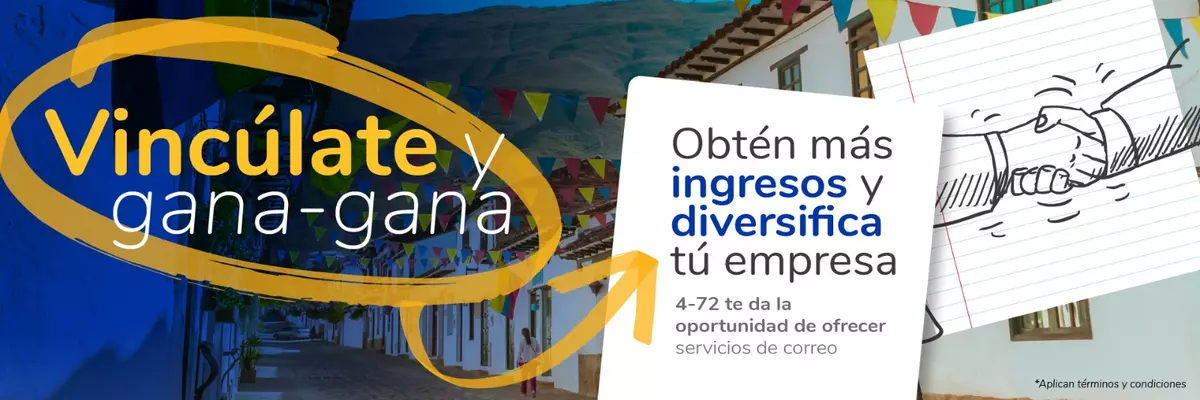 Vincúlate y
gana-gana
Obtén más
ingresos y
diversifica
tú empresa
4-72 te da la
oportunidad de ofrecer
servicios de correo
*Aplican términos y condiciones